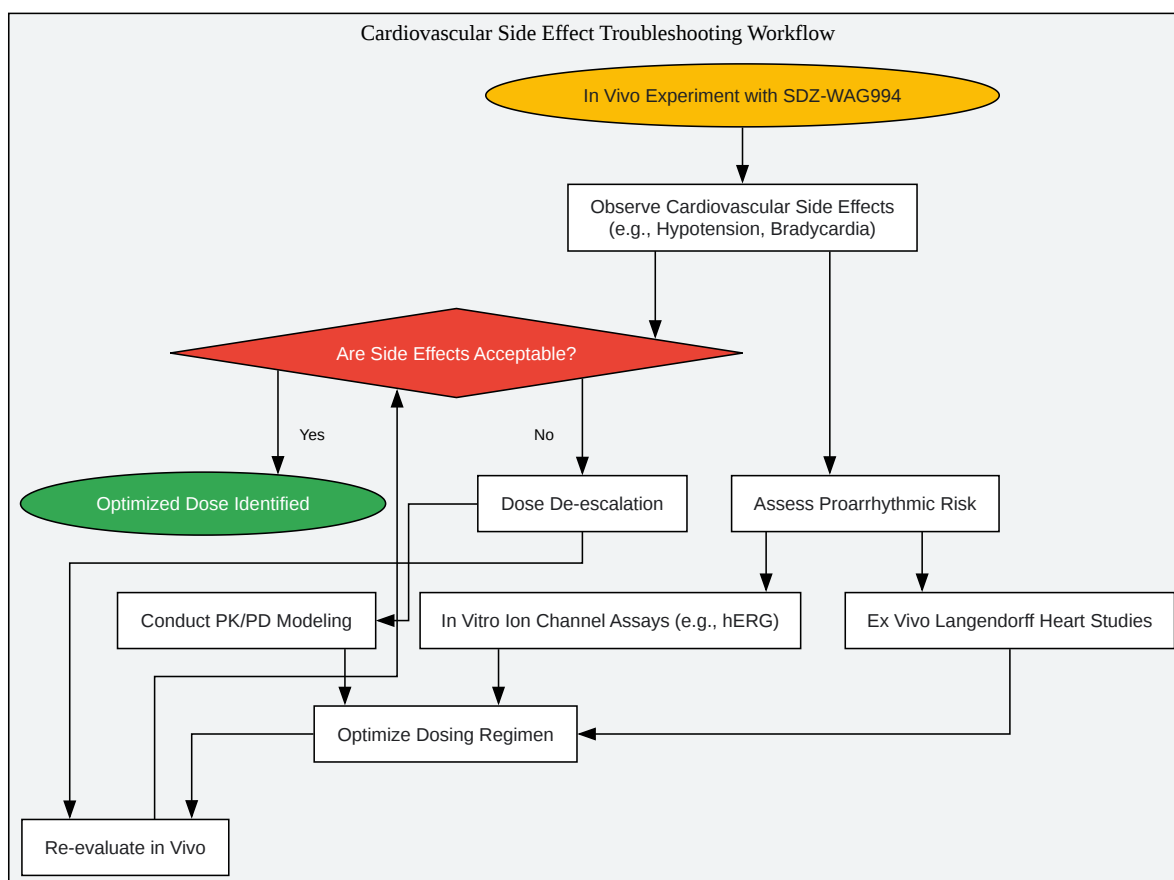 Cardiovascular Side Effect Troubleshooting Workflow
In Vivo Experiment with SDZ-WAG994
Observe Cardiovascular Side Effects
(e.g., Hypotension, Bradycardia)
Are Side Effects Acceptable?
Yes
No
Optimized Dose Identified
Dose De-escalation
Assess Proarrhythmic Risk
Conduct PK/PD Modeling
In Vitro Ion Channel Assays (e.g., hERG)
Ex Vivo Langendorff Heart Studies
Optimize Dosing Regimen
Re-evaluate in Vivo